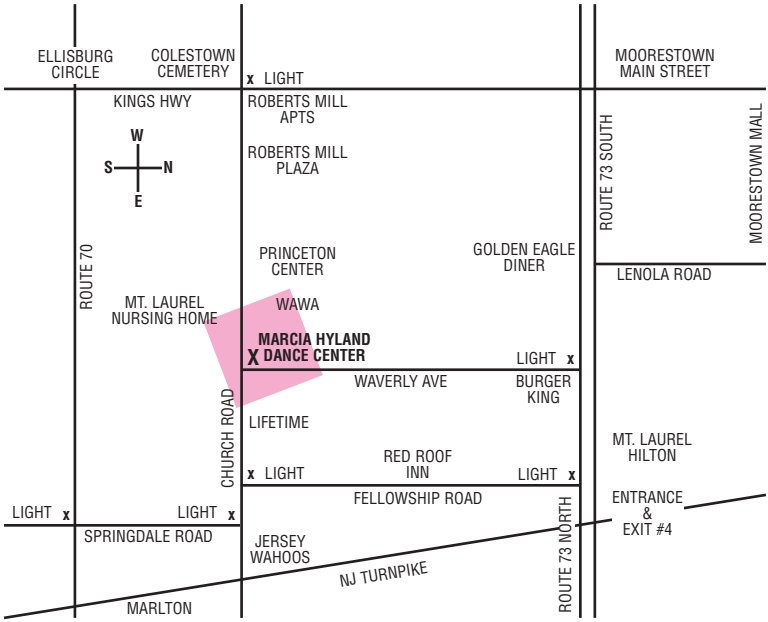 ELLISBURG
CIRCLE
COLESTOWN
CEMETERY
x LIGHT
MOORESTOWN
MAIN STREET
KINGS HWY
ROBERTS MILL
APTS
W
S N
E
ROBERTS MILL
PLAZA
ROUTE 73 SOUTH
MOORESTOWN MALL
ROUTE 70
PRINCETON
CENTER
GOLDEN EAGLE
DINER
LENOLA ROAD
MT. LAUREL
NURSING HOME
WAWA
MARCIA HYLAND
X DANCE CENTER
LIGHT x
WAVERLY AVE
BURGER
KING
CHURCH ROAD
LIFETIME
MT. LAUREL
HILTON
RED ROOF
INN
x LIGHT
LIGHT x
FELLOWSHIP ROAD
ENTRANCE
&
EXIT #4
LIGHT x
LIGHT x
SPRINGDALE ROAD
JERSEY
WAHOOS
NJ TURNPIKE
ROUTE 73 NORTH
MARLTON